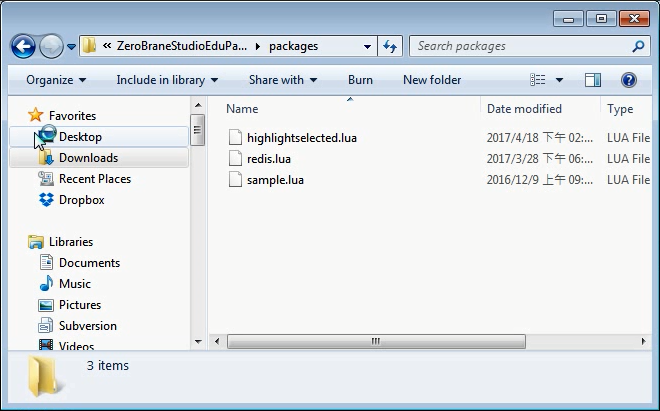 « ZeroBraneStudioEduPa... packages Search packages
Organize Include in library Share with Burn New folder
Favorites
Desktop
Downloads
Recent Places
Dropbox
Libraries
Documents
Music
Pictures
Subversion
Videos
Name Date modified Type
highlightselected.lua 2017/4/18 下午 02:... LUA File
redis.lua 2017/3/28 下午 06:... LUA File
sample.lua 2016/12/9 上午 09:... LUA File
3 items